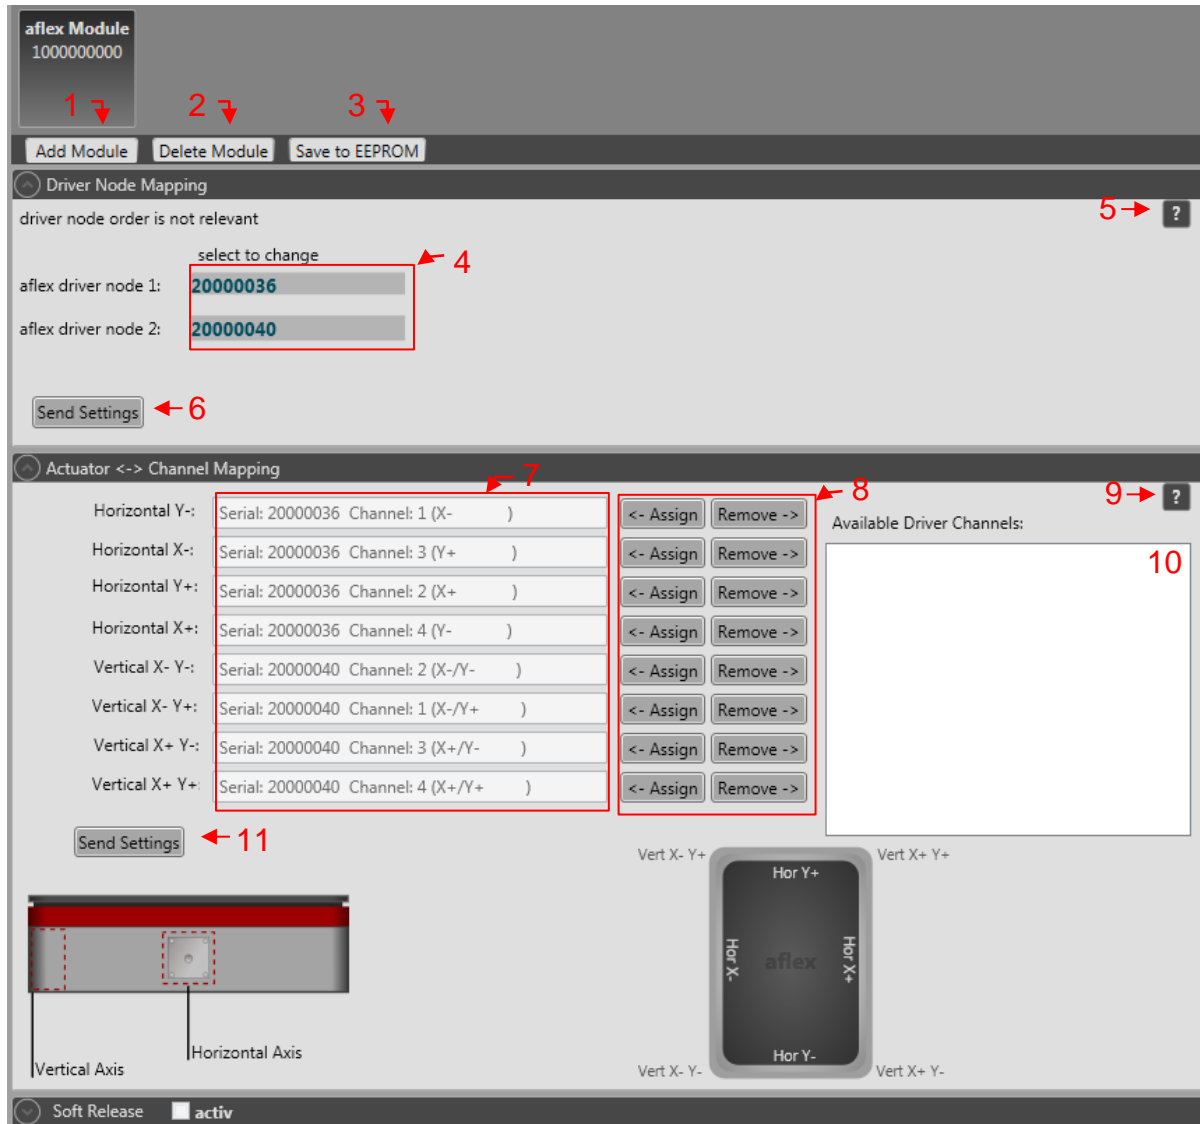 aflex Module
1000000000
1 2 3
Add Module Delete Module Save to EEPROM
Driver Node Mapping
driver node order is not relevant 5 ?
select to change 4
aflex driver node 1: 20000036
aflex driver node 2: 20000040
Send Settings 6
Actuator <-> Channel Mapping
7 8 9 ?
Horizontal Y-: Serial: 20000036 Channel: 1 (X- ) <- Assign Remove -> Available Driver Channels:
Horizontal X-: Serial: 20000036 Channel: 3 (Y+ ) <- Assign Remove -> 10
Horizontal Y+: Serial: 20000036 Channel: 2 (X+ ) <- Assign Remove ->
Horizontal X+: Serial: 20000036 Channel: 4 (Y- ) <- Assign Remove ->
Vertical X- Y-: Serial: 20000040 Channel: 2 (X-/Y- ) <- Assign Remove ->
Vertical X- Y+: Serial: 20000040 Channel: 1 (X-/Y+ ) <- Assign Remove ->
Vertical X+ Y-: Serial: 20000040 Channel: 3 (X+/Y- ) <- Assign Remove ->
Vertical X+ Y+: Serial: 20000040 Channel: 4 (X+/Y+ ) <- Assign Remove ->
Send Settings 11
Vert X- Y+ Vert X+ Y+
Hor Y+
Hor X- aflex Hor X+
Hor Y-
Vert X- Y- Vert X+ Y-
Horizontal Axis
Vertical Axis
Soft Release activ